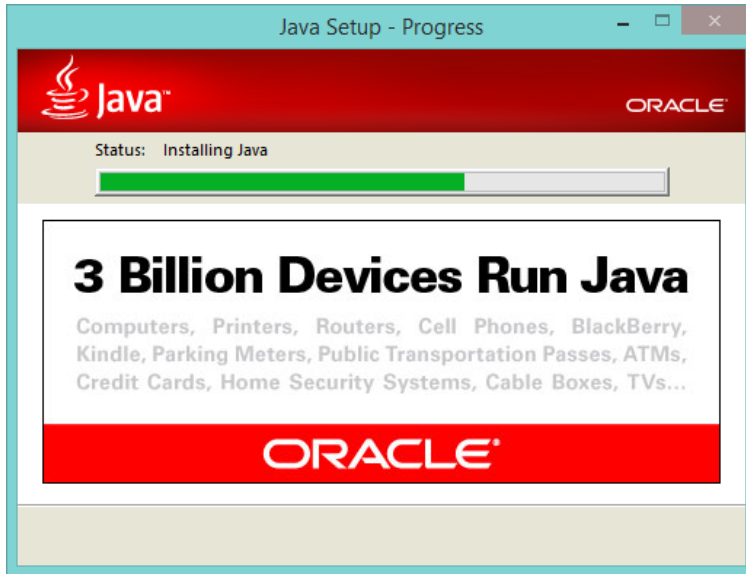 Java Setup - Progress
Java™
ORACLE®
Status: Installing Java
3 Billion Devices Run Java
Computers, Printers, Routers, Cell Phones, BlackBerry,
Kindle, Parking Meters, Public Transportation Passes, ATMs,
Credit Cards, Home Security Systems, Cable Boxes, TVs...
ORACLE®